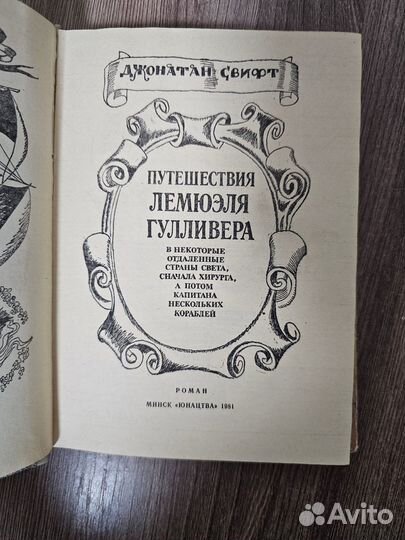 ДЖОНАТАН СВИФТ
ПУТЕШЕСТВИЯ
ЛЕМЮЭЛЯ
ГУЛЛИВЕРА
В НЕКОТОРЫЕ
ОТДАЛЕННЫЕ
СТРАНЫ СВЕТА,
СНАЧАЛА ХИРУРГА,
А ПОТОМ
КАПИТАНА
НЕСКОЛЬКИХ
КОРАБЛЕЙ
РОМАН
МИНСК «ЮНАЦТВА» 1981
Avito